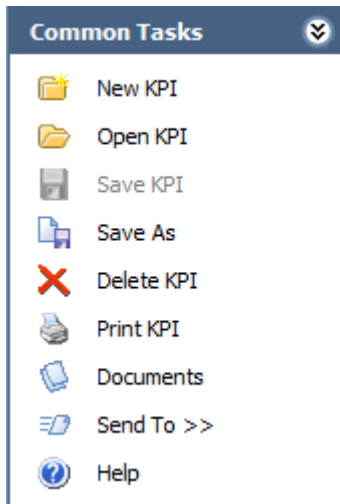 Common Tasks
New KPI
Open KPI
Save KPI
Save As
Delete KPI
Print KPI
Documents
Send To >>
Help